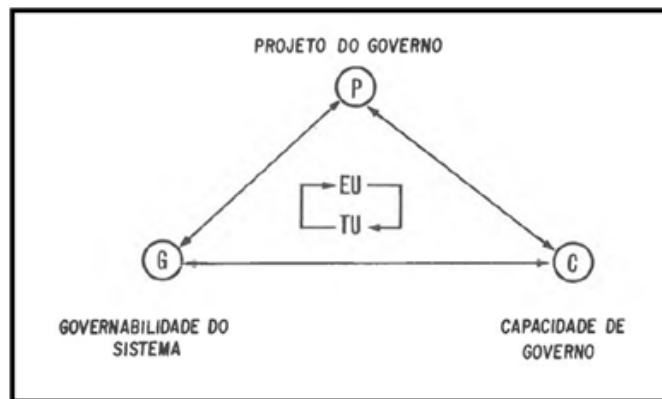 PROJETO DO GOVERNO
P
EU
TU
G
C
GOVERNABILIDADE DO
SISTEMA
CAPACIDADE DE
GOVERNO